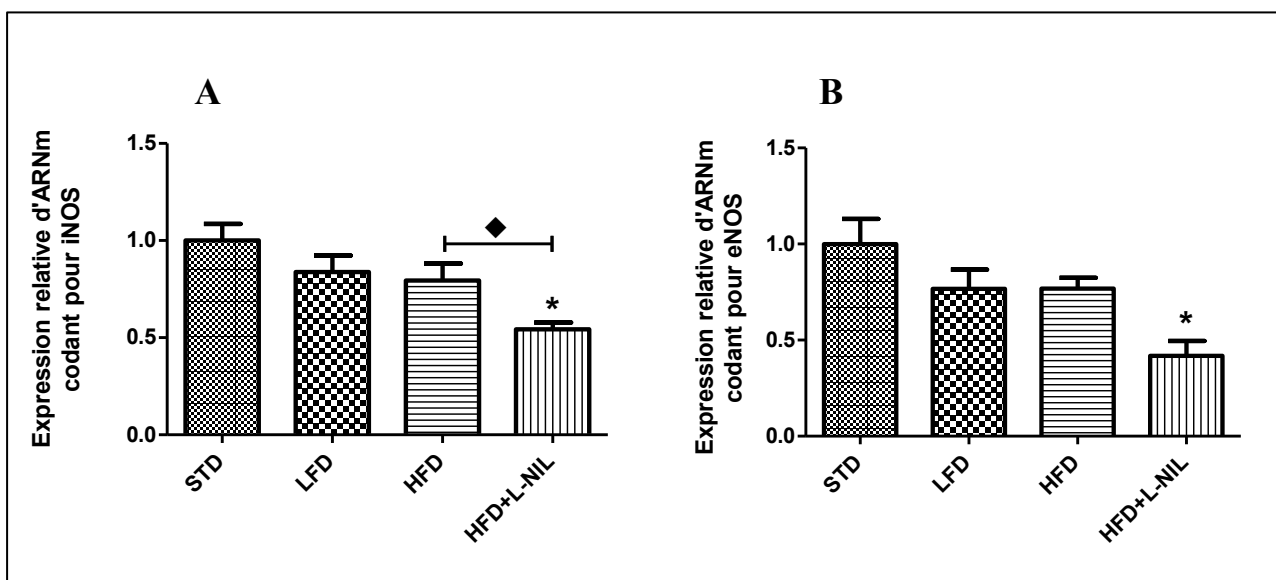 A
Expression relative d'ARNm
codant pour iNOS
1.5
1.0
0.5
0.0
◆
*
STD
LFD
HFD
HFD+L-NIL
B
Expression relative d'ARNm
codant pour eNOS
1.5
1.0
0.5
0.0
*
STD
LFD
HFD
HFD+L-NIL